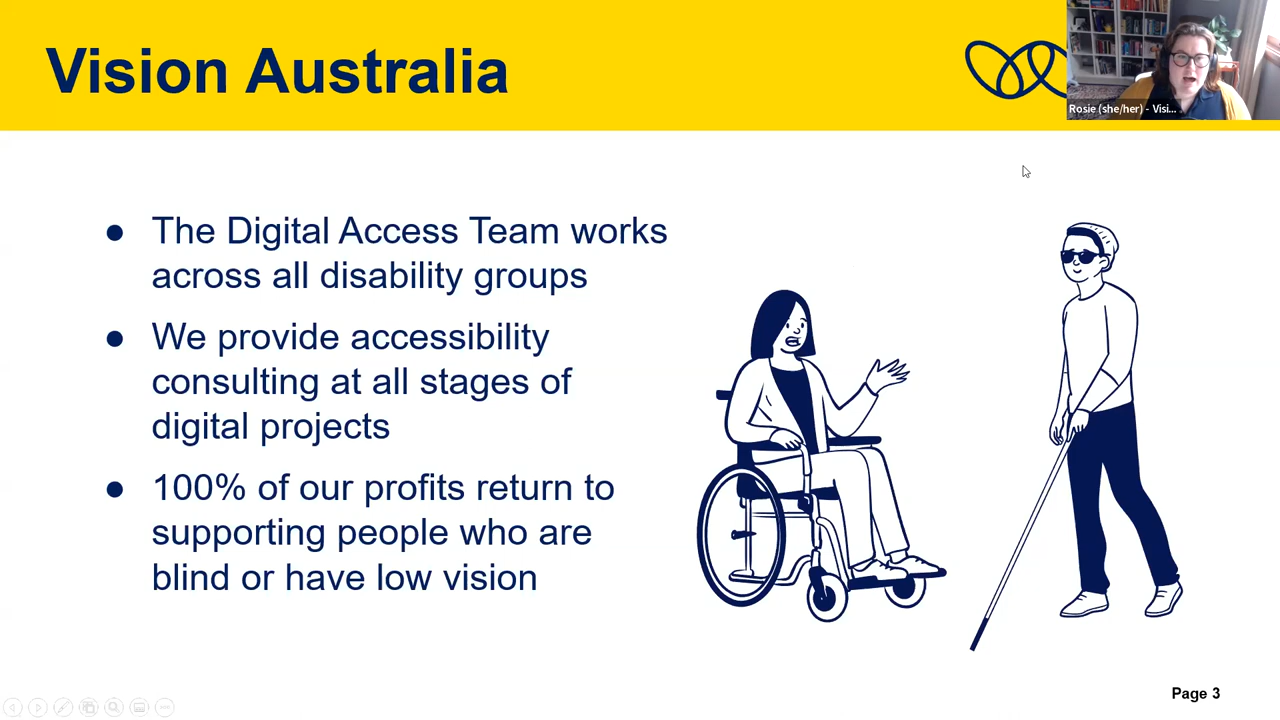 Vision Australia
Rosie (she/her) - Visi...
● The Digital Access Team works
across all disability groups
● We provide accessibility
consulting at all stages of
digital projects
● 100% of our profits return to
supporting people who are
blind or have low vision
Page 3